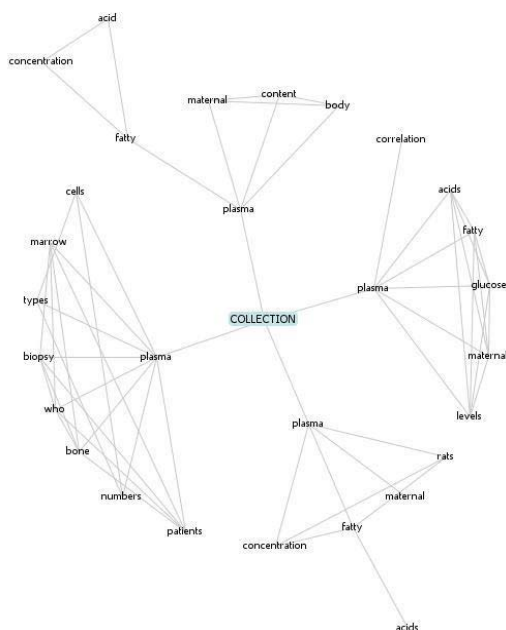 acid
concentration
maternal
content
body
fatty
correlation
cells
acids
plasma
fatty
marrow
plasma
glucose
types
COLLECTION
biopsy
plasma
maternal
who
levels
plasma
bone
rats
numbers
maternal
patients
fatty
concentration
acids